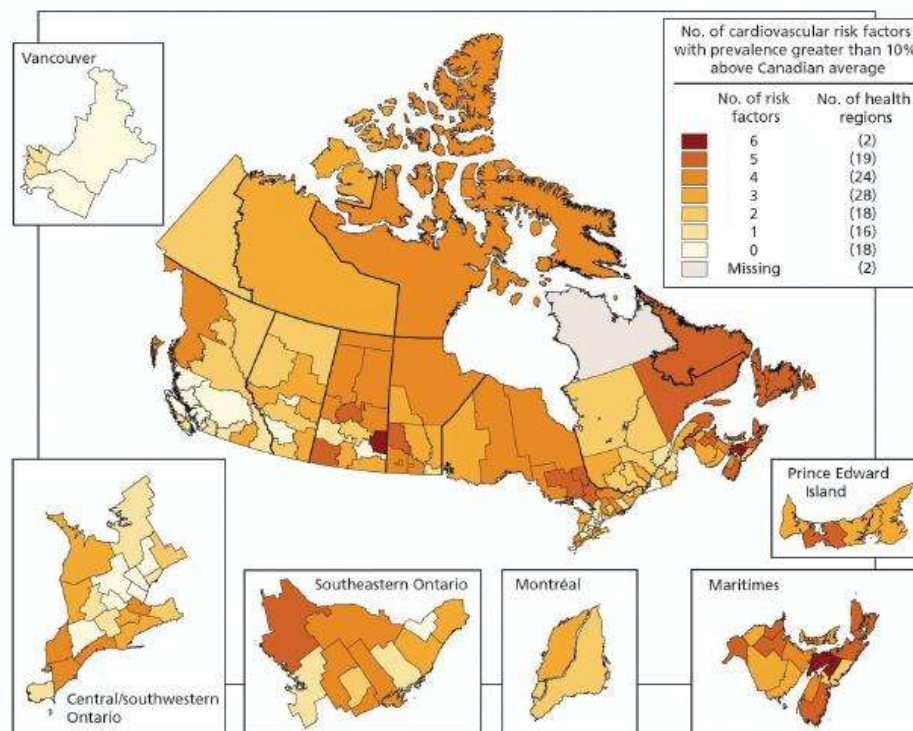 No. of cardiovascular risk factors
with prevalence greater than 10%
above Canadian average
No. of risk factors No. of health regions
6 (2)
5 (19)
4 (24)
3 (28)
2 (18)
1 (16)
0 (18)
Missing (2)
Vancouver
Prince Edward
Island
Central/southwestern
Ontario
Southeastern Ontario
Montréal
Maritimes